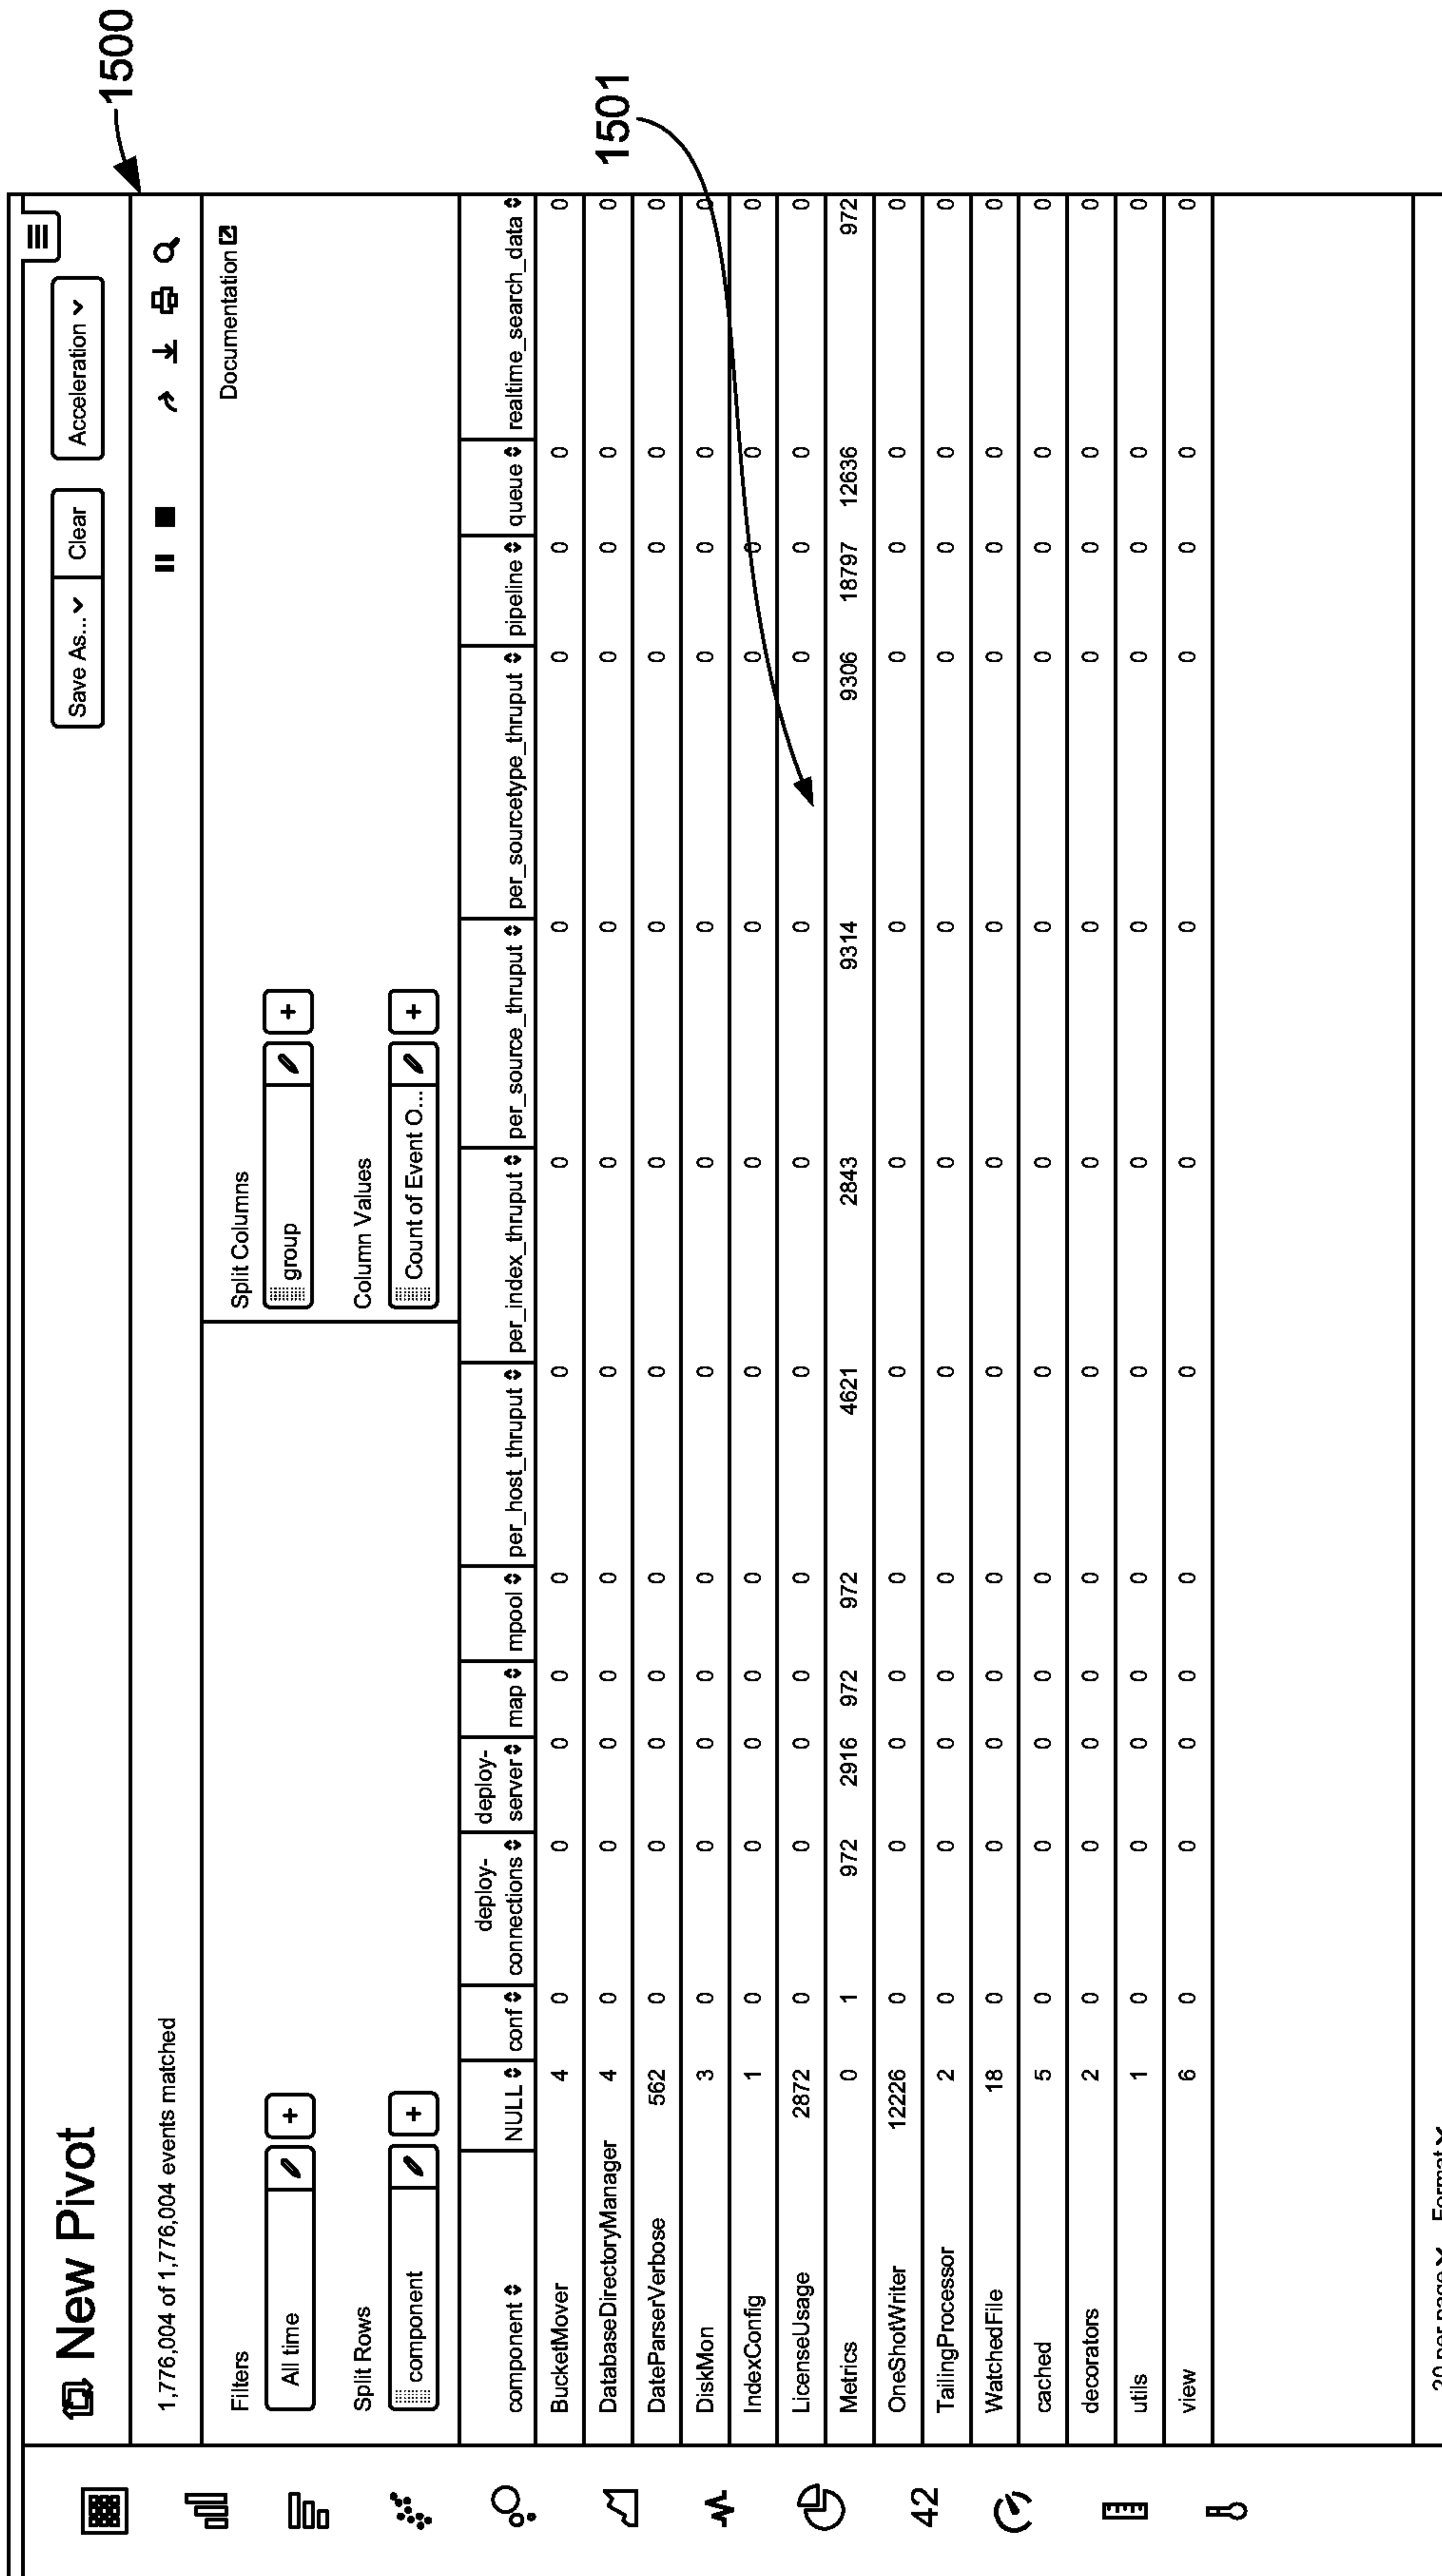 1500
New Pivot
Save As... Clear Acceleration
1,776,004 of 1,776,004 events matched
Filters Split Columns Documentation
All time + group +
Split Rows Column Values
component + Count of Event O... +
component NULL conf deploy-connections deploy-server map mpool per_host_thruput per_index_thruput per_source_thruput per_sourcetype_thruput pipeline queue realtime_search_data
BucketMover 4 0 0 0 0 0 0 0 0 0 0 0 0
DatabaseDirectoryManager 4 0 0 0 0 0 0 0 0 0 0 0 0
1501
DateParserVerbose 562 0 0 0 0 0 0 0 0 0 0 0 0
DiskMon 3 0 0 0 0 0 0 0 0 0 0 0 0
IndexConfig 1 0 0 0 0 0 0 0 0 0 0 0 0
LicenseUsage 2872 0 0 0 0 0 0 0 0 0 0 0 0
Metrics 0 1 972 2916 972 972 4621 2843 9314 9306 18797 12636 972
OneShotWriter 12226 0 0 0 0 0 0 0 0 0 0 0 0
42
TailingProcessor 2 0 0 0 0 0 0 0 0 0 0 0 0
WatchedFile 18 0 0 0 0 0 0 0 0 0 0 0 0
cached 5 0 0 0 0 0 0 0 0 0 0 0 0
decorators 2 0 0 0 0 0 0 0 0 0 0 0 0
utils 1 0 0 0 0 0 0 0 0 0 0 0 0
view 6 0 0 0 0 0 0 0 0 0 0 0 0
20 per page Format